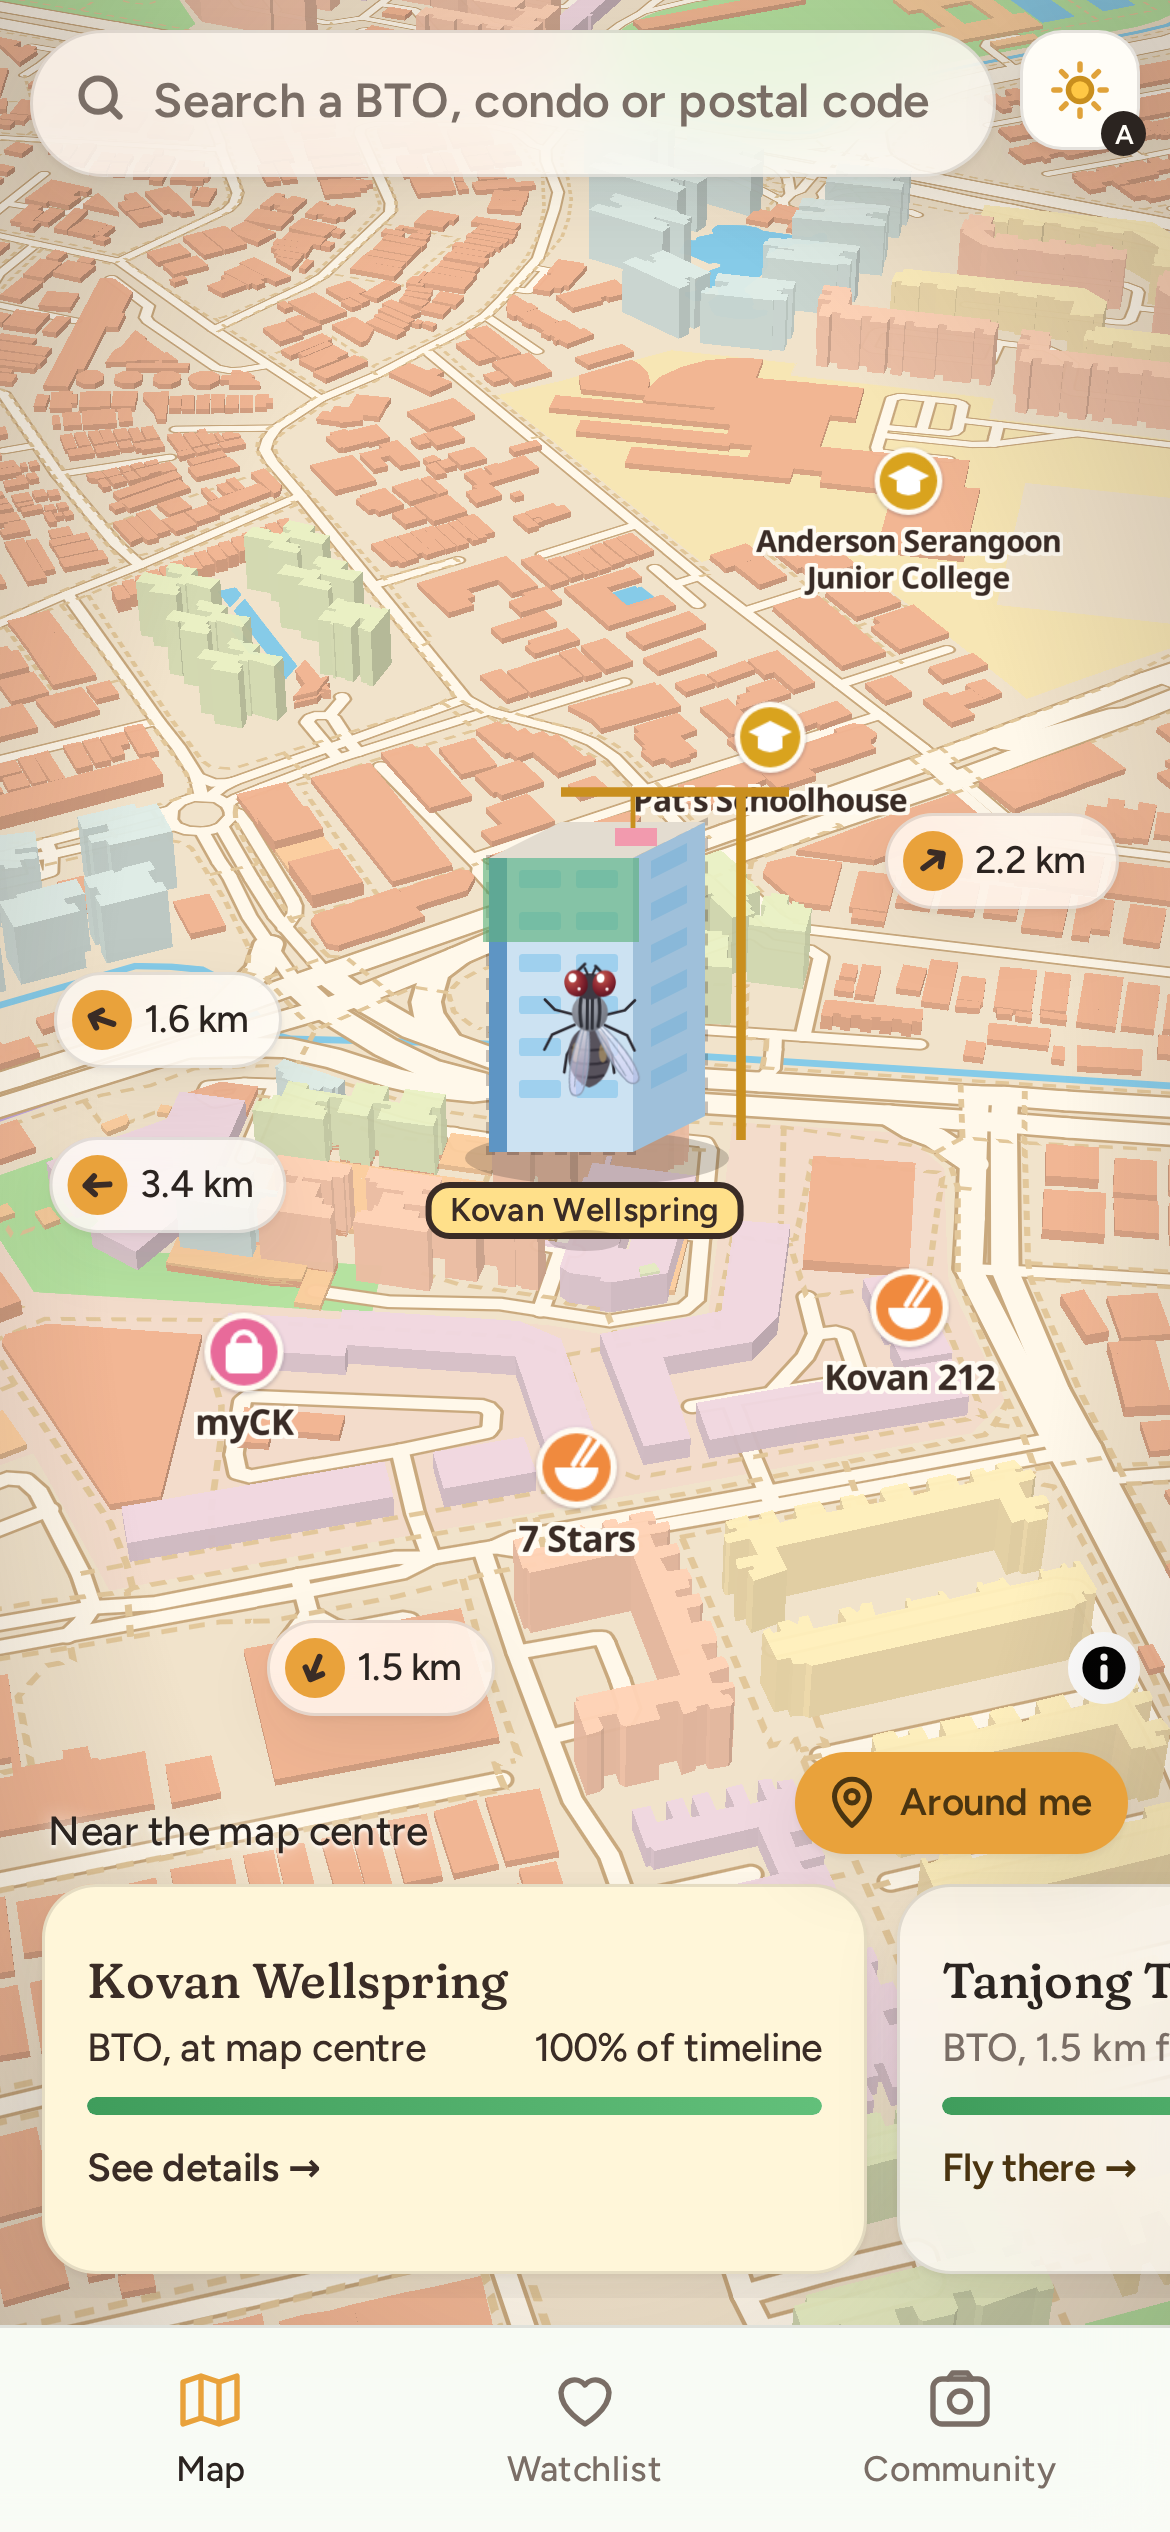 Search a BTO, condo or postal code
A
Anderson Serangoon
Junior College
Pat's Schoolhouse
2.2 km
1.6 km
3.4 km
Kovan Wellspring
Kovan 212
myCK
7 Stars
1.5 km
Around me
Near the map centre
Kovan Wellspring
BTO, at map centre
100% of timeline
See details →
Tanjong T
BTO, 1.5 km f
Fly there →
Map
Watchlist
Community